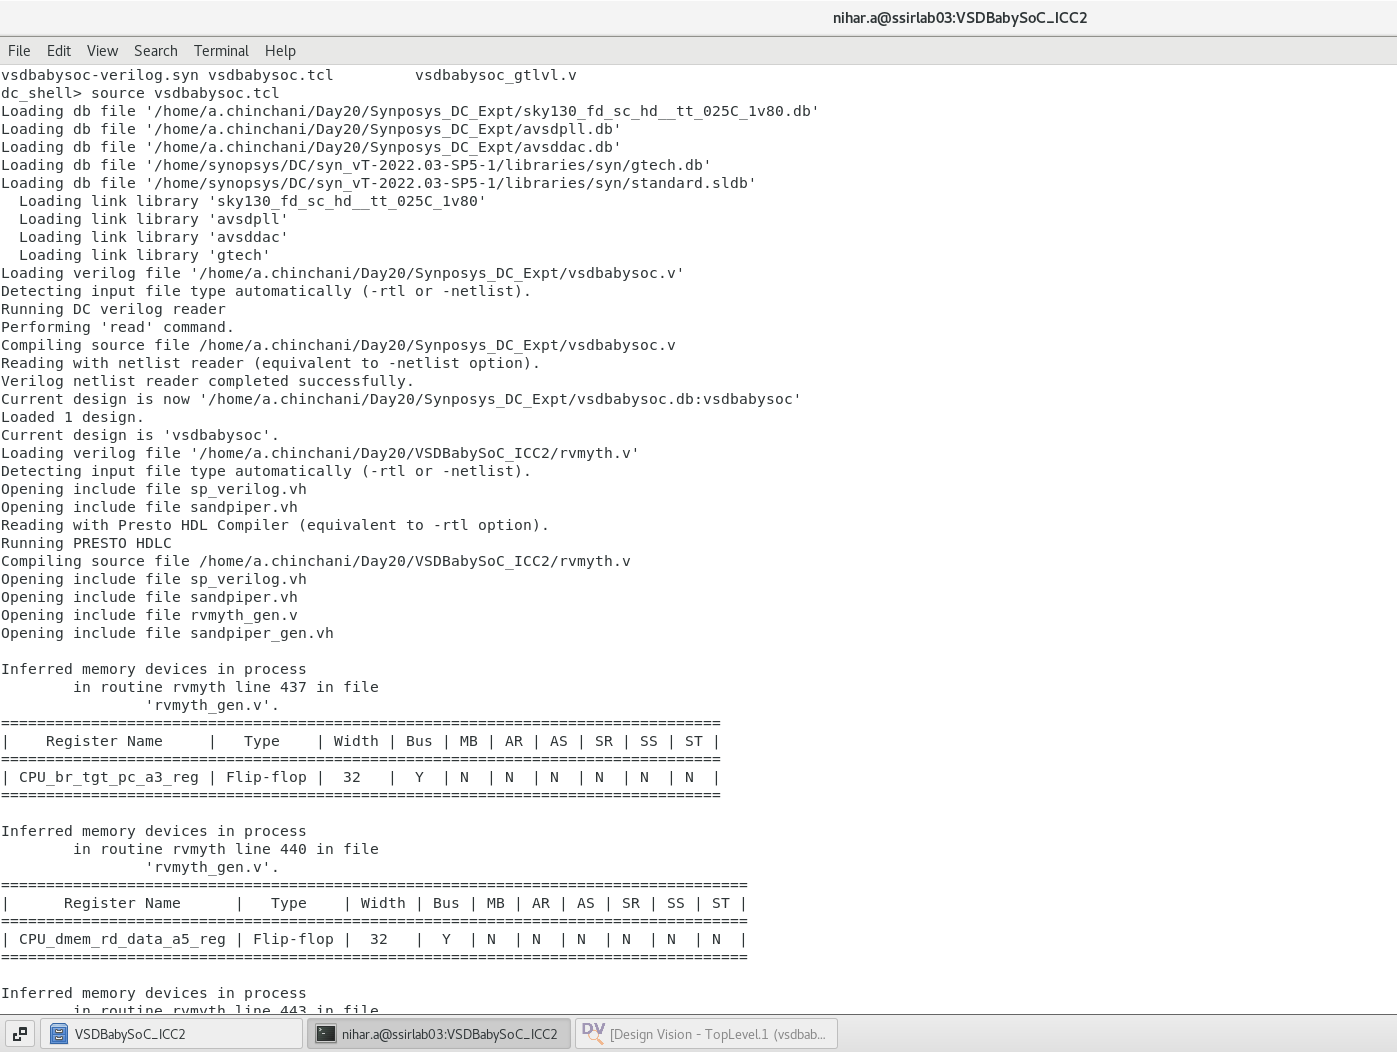 nihar.a@ssirlab03:VSDBabySoC_ICC2
File Edit View Search Terminal Help
vsdbabysoc-verilog.syn vsdbabysoc.tcl         vsdbabysoc_gtlvl.v
dc_shell> source vsdbabysoc.tcl
Loading db file '/home/a.chinchani/Day20/Synposys_DC_Expt/sky130_fd_sc_hd__tt_025C_1v80.db'
Loading db file '/home/a.chinchani/Day20/Synposys_DC_Expt/avsdpll.db'
Loading db file '/home/a.chinchani/Day20/Synposys_DC_Expt/avsddac.db'
Loading db file '/home/synopsys/DC/syn_vT-2022.03-SP5-1/libraries/syn/gtech.db'
Loading db file '/home/synopsys/DC/syn_vT-2022.03-SP5-1/libraries/syn/standard.sldb'
  Loading link library 'sky130_fd_sc_hd__tt_025C_1v80'
  Loading link library 'avsdpll'
  Loading link library 'avsddac'
  Loading link library 'gtech'
Loading verilog file '/home/a.chinchani/Day20/Synposys_DC_Expt/vsdbabysoc.v'
Detecting input file type automatically (-rtl or -netlist).
Running DC verilog reader
Performing 'read' command.
Compiling source file /home/a.chinchani/Day20/Synposys_DC_Expt/vsdbabysoc.v
Reading with netlist reader (equivalent to -netlist option).
Verilog netlist reader completed successfully.
Current design is now '/home/a.chinchani/Day20/Synposys_DC_Expt/vsdbabysoc.db:vsdbabysoc'
Loaded 1 design.
Current design is 'vsdbabysoc'.
Loading verilog file '/home/a.chinchani/Day20/VSDBabySoC_ICC2/rvmyth.v'
Detecting input file type automatically (-rtl or -netlist).
Opening include file sp_verilog.vh
Opening include file sandpiper.vh
Reading with Presto HDL Compiler (equivalent to -rtl option).
Running PRESTO HDLC
Compiling source file /home/a.chinchani/Day20/VSDBabySoC_ICC2/rvmyth.v
Opening include file sp_verilog.vh
Opening include file sandpiper.vh
Opening include file rvmyth_gen.v
Opening include file sandpiper_gen.vh
Inferred memory devices in process
        in routine rvmyth line 437 in file
                'rvmyth_gen.v'.
================================================================================
|    Register Name     |   Type    | Width | Bus | MB | AR | AS | SR | SS | ST |
================================================================================
| CPU_br_tgt_pc_a3_reg | Flip-flop |  32   |  Y  | N  | N  | N  | N  | N  | N  |
================================================================================
Inferred memory devices in process
        in routine rvmyth line 440 in file
                'rvmyth_gen.v'.
===================================================================================
|      Register Name      |   Type    | Width | Bus | MB | AR | AS | SR | SS | ST |
===================================================================================
| CPU_dmem_rd_data_a5_reg | Flip-flop |  32   |  Y  | N  | N  | N  | N  | N  | N  |
===================================================================================
Inferred memory devices in process
        in routine rvmyth line 443 in file
VSDBabySoC_ICC2
nihar.a@ssirlab03:VSDBabySoC_ICC2
DV [Design Vision - TopLevel.1 (vsdbab...